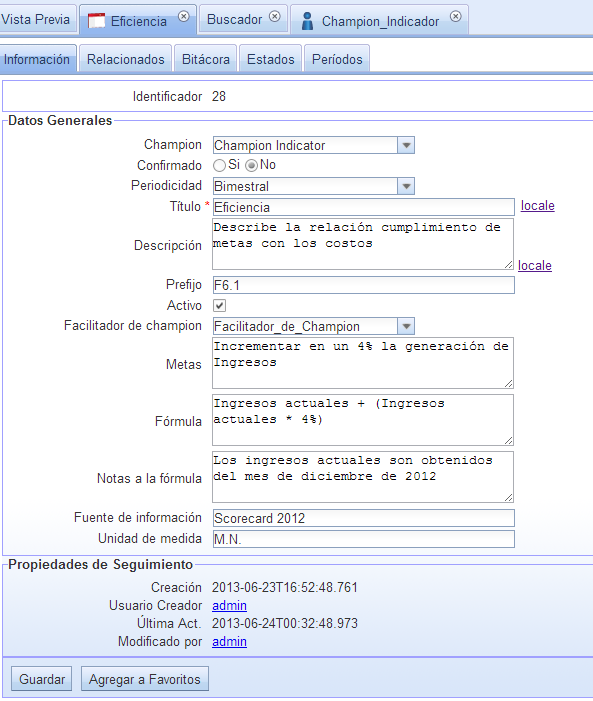 Vista Previa Eficiencia Buscador Champion_Indicador
Información Relacionados Bitácora Estados Períodos
Identificador 28
Datos Generales
Champion Champion Indicator
Confirmado Si No
Periodicidad Bimestral
Título * Eficiencia locale
Descripción Describe la relación cumplimiento de
metas con los costos
locale
Prefijo F6.1
Activo
Facilitador de champion Facilitador_de_Champion
Metas Incrementar en un 4% la generación de
Ingresos
Fórmula Ingresos actuales + (Ingresos
actuales * 4%)
Notas a la fórmula Los ingresos actuales son obtenidos
del mes de diciembre de 2012
Fuente de información Scorecard 2012
Unidad de medida M.N.
Propiedades de Seguimiento
Creación 2013-06-23T16:52:48.761
Usuario Creador admin
Última Act. 2013-06-24T00:32:48.973
Modificado por admin
Guardar Agregar a Favoritos